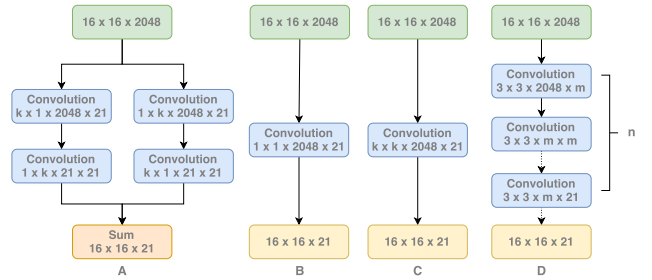 16 x 16 x 2048
Convolution
k x 1 x 2048 x 21
Convolution
1 x k x 2048 x 21
Convolution
1 x k x 21 x 21
Convolution
k x 1 x 21 x 21
Sum
16 x 16 x 21
A
16 x 16 x 2048
Convolution
1 x 1 x 2048 x 21
16 x 16 x 21
B
16 x 16 x 2048
Convolution
k x k x 2048 x 21
16 x 16 x 21
C
16 x 16 x 2048
Convolution
3 x 3 x 2048 x m
Convolution
3 x 3 x m x m
Convolution
3 x 3 x m x 21
n
16 x 16 x 21
D